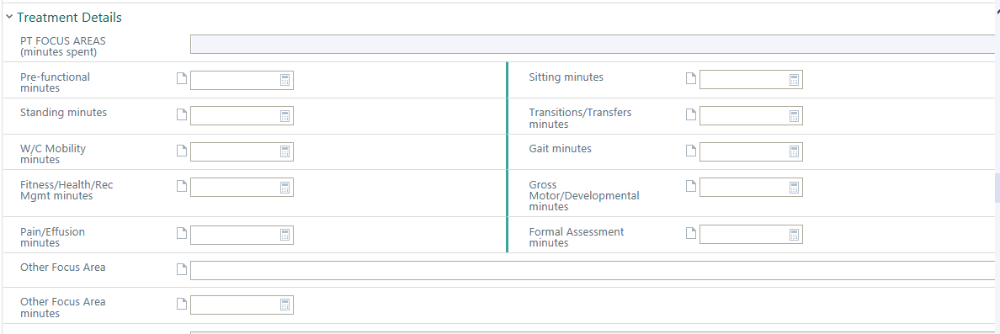 Treatment Details
PT FOCUS AREAS
(minutes spent)
Pre-functional
minutes
Sitting minutes
Standing minutes
Transitions/Transfers
minutes
W/C Mobility
minutes
Gait minutes
Fitness/Health/Rec
Mgmt minutes
Gross
Motor/Developmental
minutes
Pain/Effusion
minutes
Formal Assessment
minutes
Other Focus Area
Other Focus Area
minutes